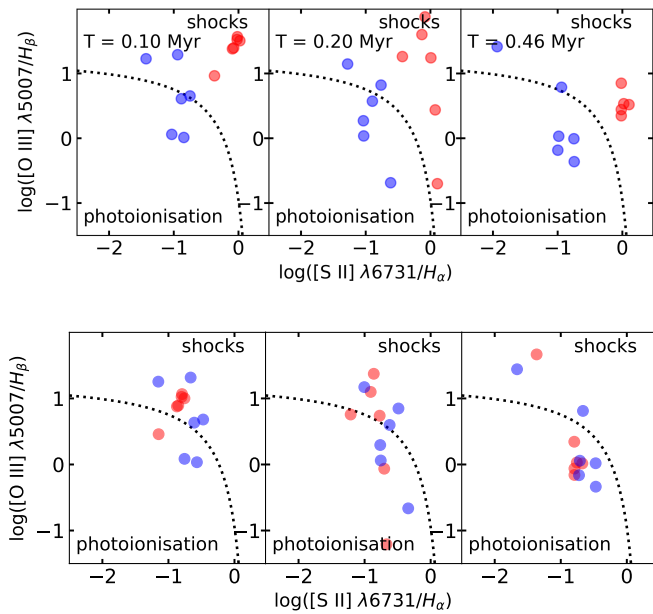 shocks shocks shocks
T = 0.10 Myr T = 0.20 Myr T = 0.46 Myr
1
0
−1
log([O III] λ5007/Hβ)
photoionisation photoionisation photoionisation
−2 −1 0 −2 −1 0 −2 −1 0
log([S II] λ6731/Hα)
shocks shocks shocks
1
0
−1
log([O III] λ5007/Hβ)
photoionisation photoionisation photoionisation
−2 −1 0 −2 −1 0 −2 −1 0
log([S II] λ6731/Hα)